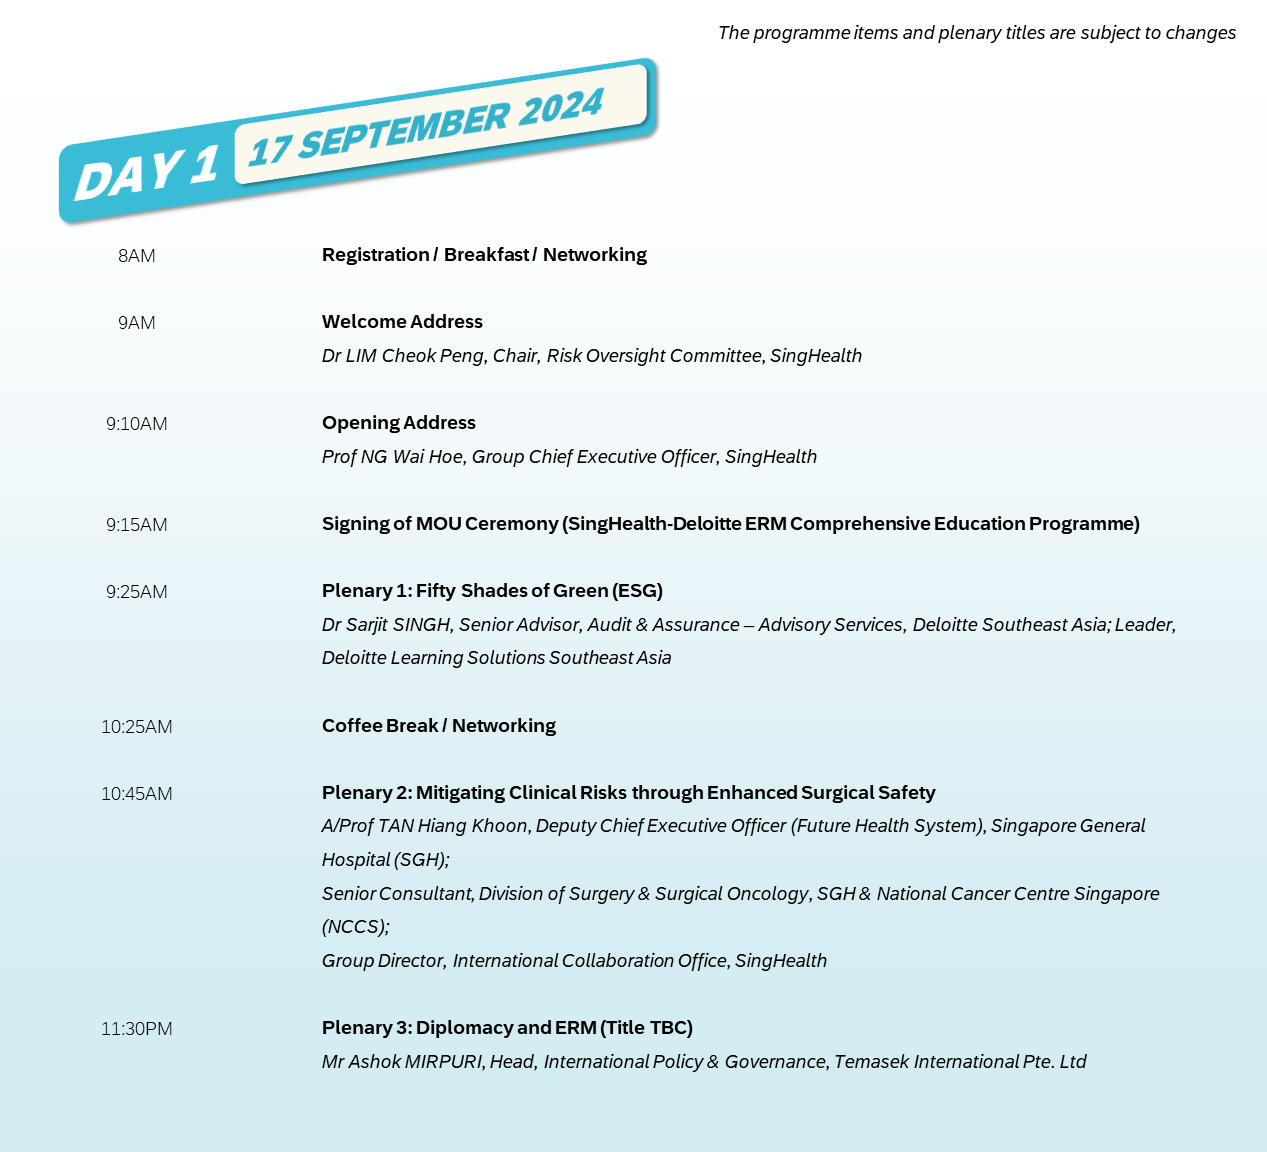 The programme items and plenary titles are subject to changes
DAY 1 17 SEPTEMBER 2024
8AM Registration / Breakfast / Networking
9AM Welcome Address
Dr LIM Cheok Peng, Chair, Risk Oversight Committee, SingHealth
9:10AM Opening Address
Prof NG Wai Hoe, Group Chief Executive Officer, SingHealth
9:15AM Signing of MOU Ceremony (SingHealth-Deloitte ERM Comprehensive Education Programme)
9:25AM Plenary 1: Fifty Shades of Green (ESG)
Dr Sarjit SINGH, Senior Advisor, Audit & Assurance – Advisory Services, Deloitte Southeast Asia; Leader,
Deloitte Learning Solutions Southeast Asia
10:25AM Coffee Break / Networking
10:45AM Plenary 2: Mitigating Clinical Risks through Enhanced Surgical Safety
A/Prof TAN Hiang Khoon, Deputy Chief Executive Officer (Future Health System), Singapore General
Hospital (SGH);
Senior Consultant, Division of Surgery & Surgical Oncology, SGH & National Cancer Centre Singapore
(NCCS);
Group Director, International Collaboration Office, SingHealth
11:30PM Plenary 3: Diplomacy and ERM (Title TBC)
Mr Ashok MIRPURI, Head, International Policy & Governance, Temasek International Pte. Ltd